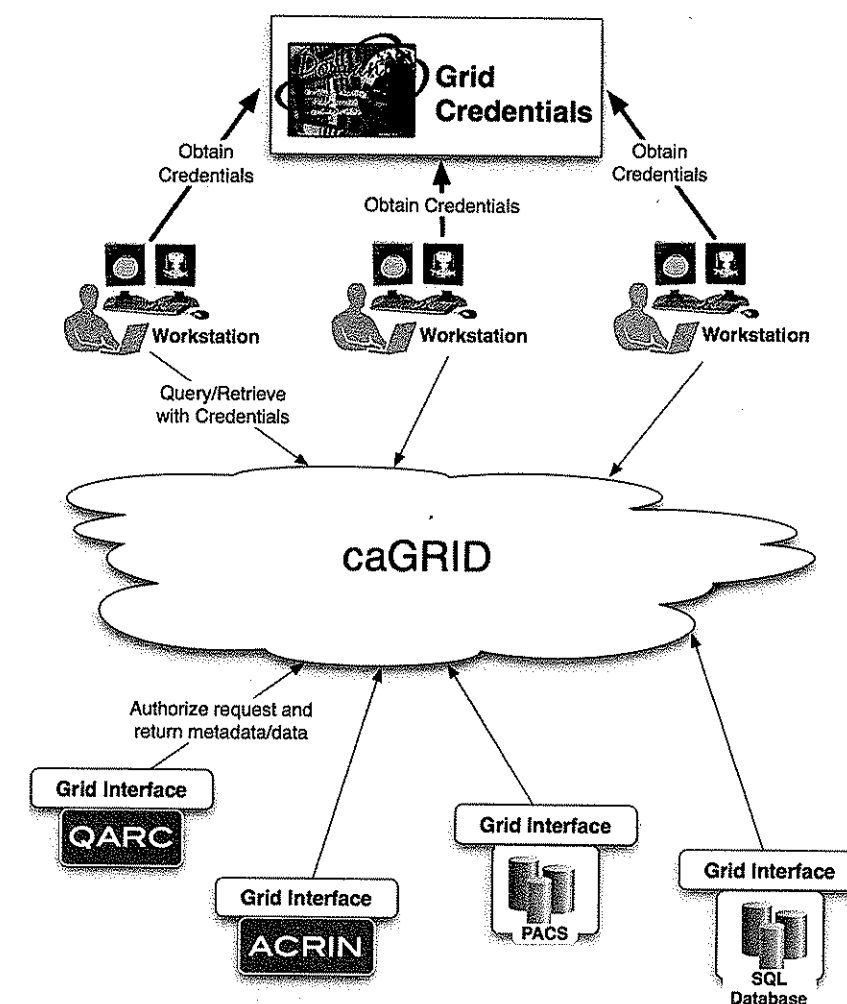 Grid
Credentials
Obtain
Credentials
Obtain Credentials
Obtain
Credentials
Workstation
Workstation
Workstation
Query/Retrieve
with Credentials
caGRID
Authorize request and
return metadata/data
Grid Interface
QARC
Grid Interface
ACRIN
Grid Interface
PACS
Grid Interface
SQL
Database